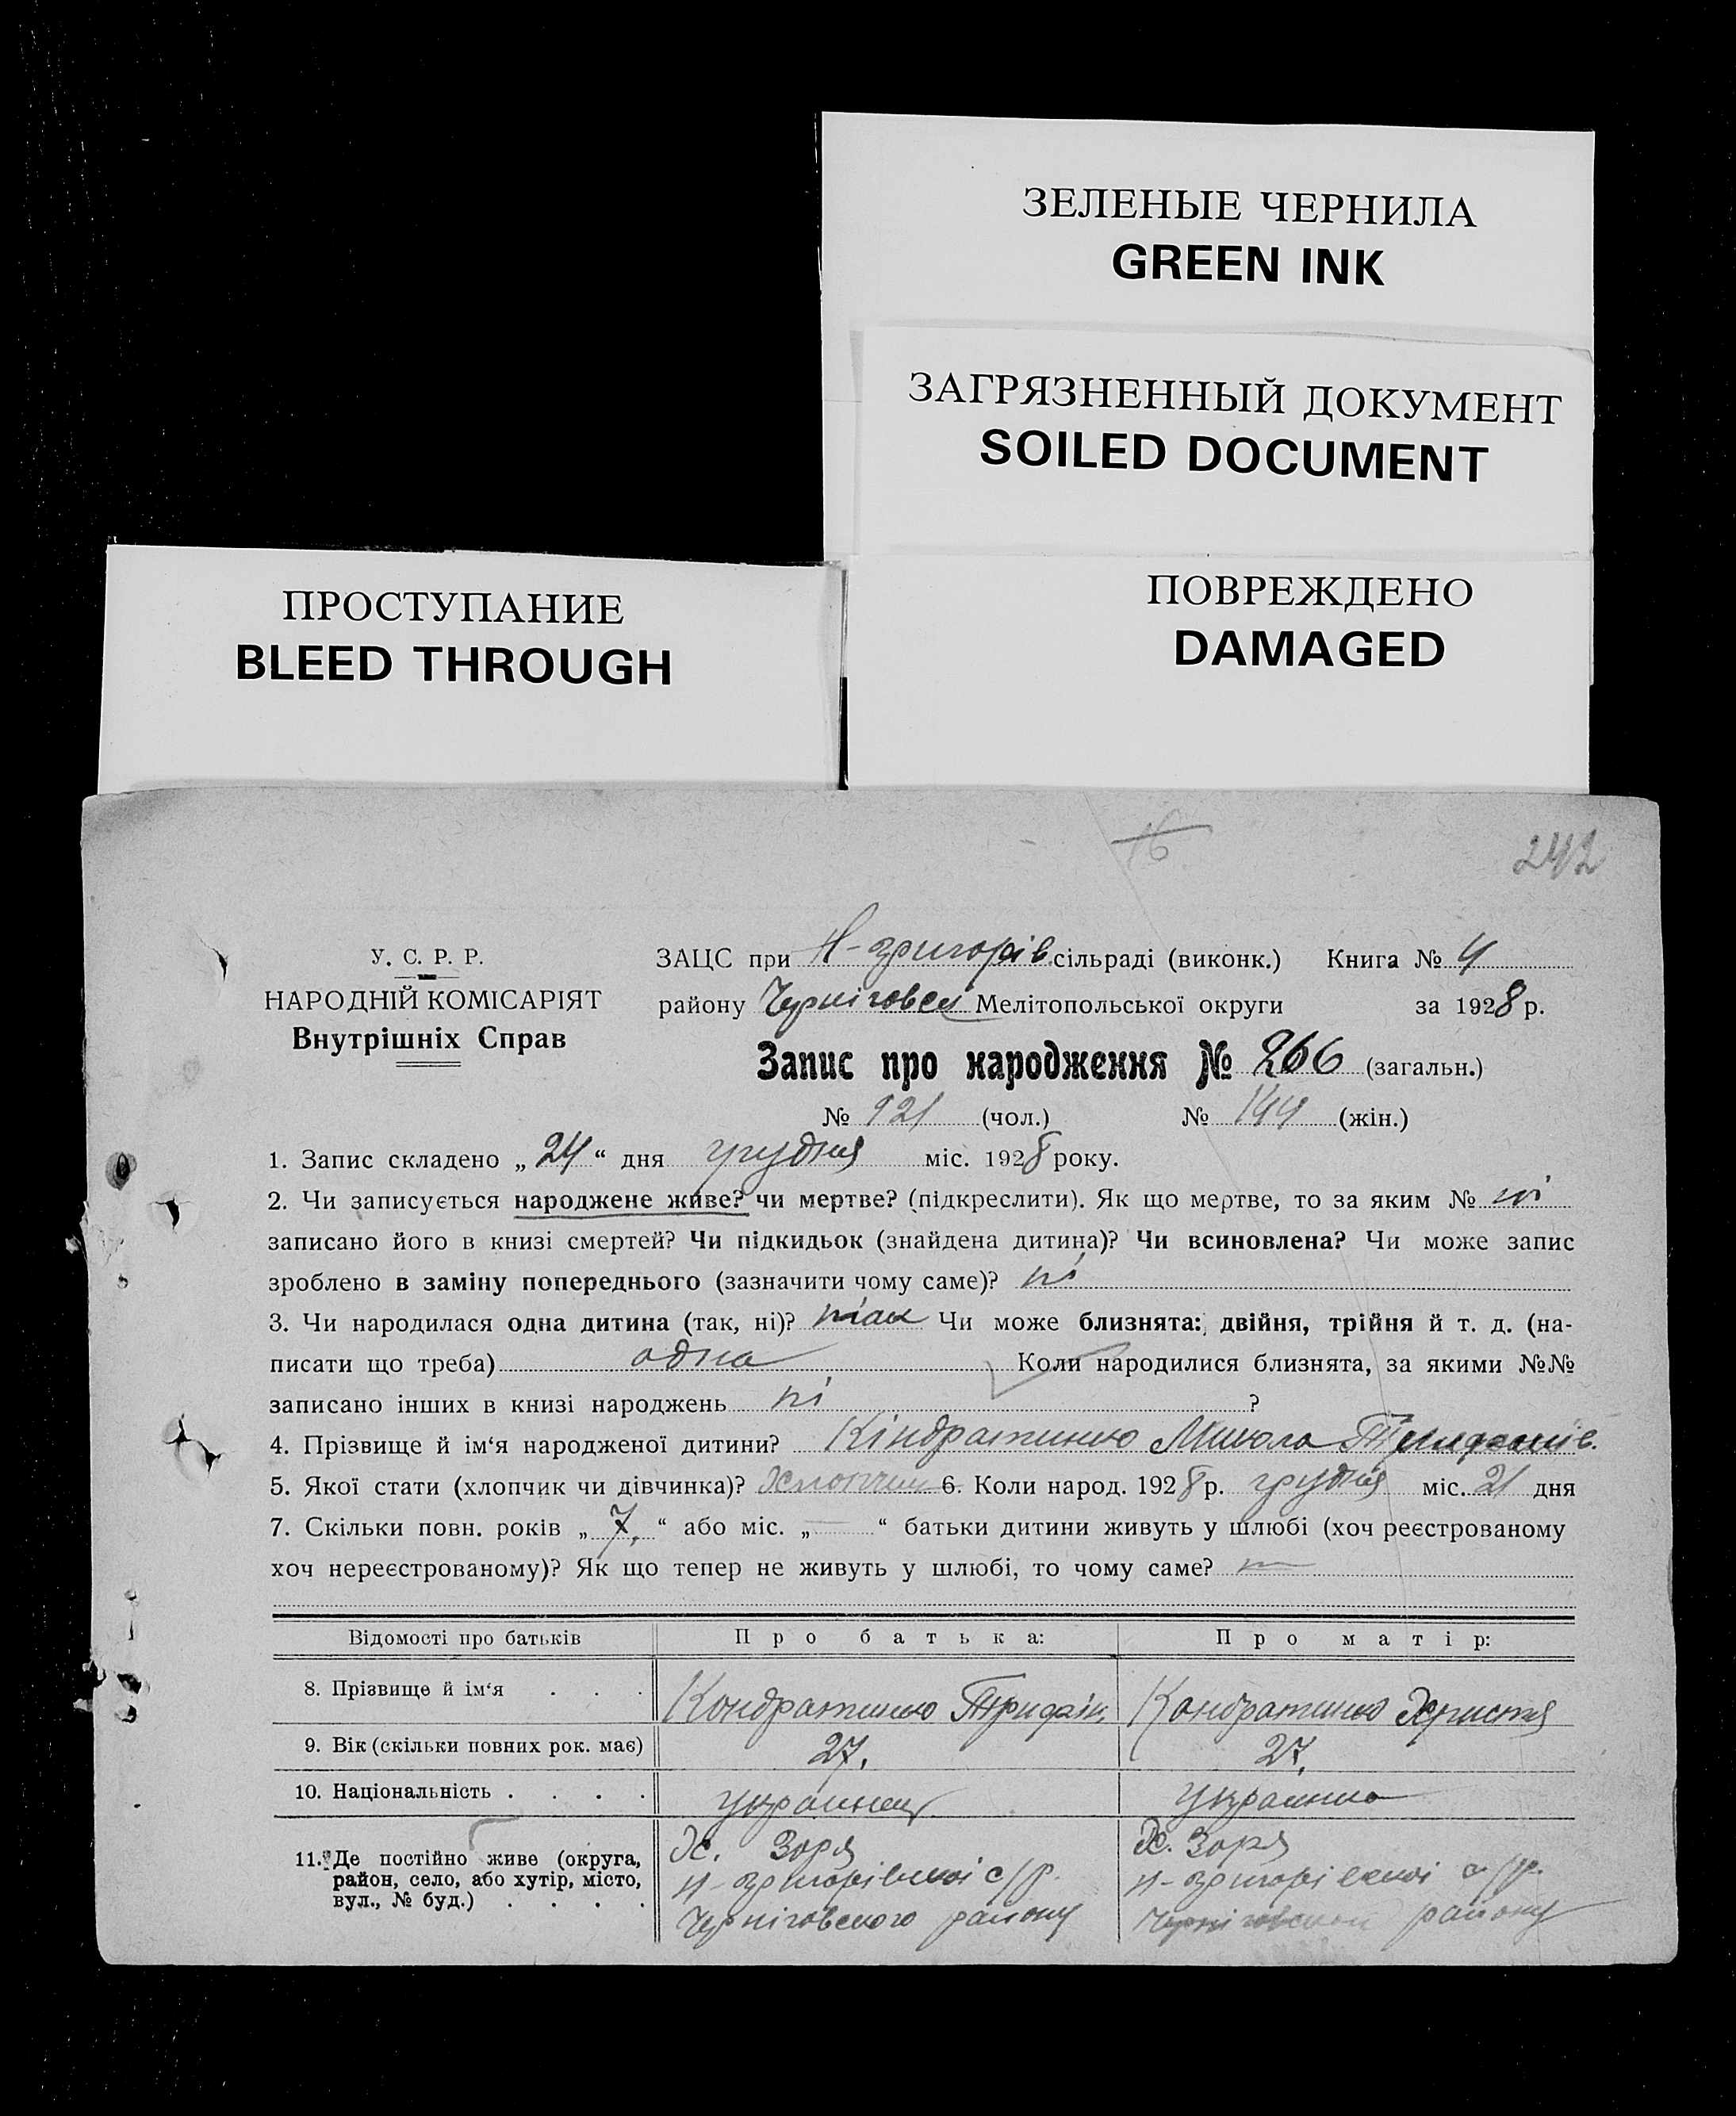 ЗЕЛЕНЫЕ ЧЕРНИЛА
GREEN INK
ЗАГРЯЗНЕННЫЙ ДОКУМЕНТ
SOILED DOCUMENT
ПРОСТУПАНИЕ
BLEED THROUGH
ПОВРЕЖДЕНО
DAMAGED
16
242
У. С. Р. Р.
НАРОДНІЙ КОМІСАРІЯТ
Внутрішніх Справ
ЗАЦС при Н-григорів сільраді (виконк.) Книга № 4
району Черніговськ Мелітопольської округи за 1928 р.
Запис про народження № 266 (загальн.)
№ 121 (чол.) № 144 (жін.)
1. Запис складено „24“ дня грудня міс. 1928 року.
2. Чи записується народжене живе? чи мертве? (підкреслити). Як що мертве, то за яким № ні
записано його в книзі смертей? Чи підкидьок (знайдена дитина)? Чи всиновлена? Чи може запис
зроблено в заміну попереднього (зазначити чому саме)? ні
3. Чи народилася одна дитина (так, ні)? так Чи може близнята: двійня, трійня й т. д. (на-
писати що треба) одна Коли народилися близнята, за якими №№
записано інших в книзі народжень ні ?
4. Прізвище й ім‘я народженої дитини? Кіндратенко Микола
5. Якої стати (хлопчик чи дівчинка)? Хлопчик 6. Коли народ. 1928 р. грудня міс. 21 дня
7. Скільки повн. років „7.“ або міс. „—“ батьки дитини живуть у шлюбі (хоч реєстрованому
хоч нереєстрованому)? Як що тепер не живуть у шлюбі, то чому саме? —
Відомості про батьків Про батька: Про матір:
8. Прізвище й ім‘я . . . Кондратенко Трифін Кондратенко Христя
9. Вік (скільки повних рок. має) 27. 27.
10. Національність . . . . украинец украинка
11. Де постійно живе (округа, район, село, або хутір, місто, вул., № буд.) . . . .
Х. Зоря
н-григорівської с/р.
Черніговського району
Х. Зоря
н-григорівської с/р.
Черніговськой району